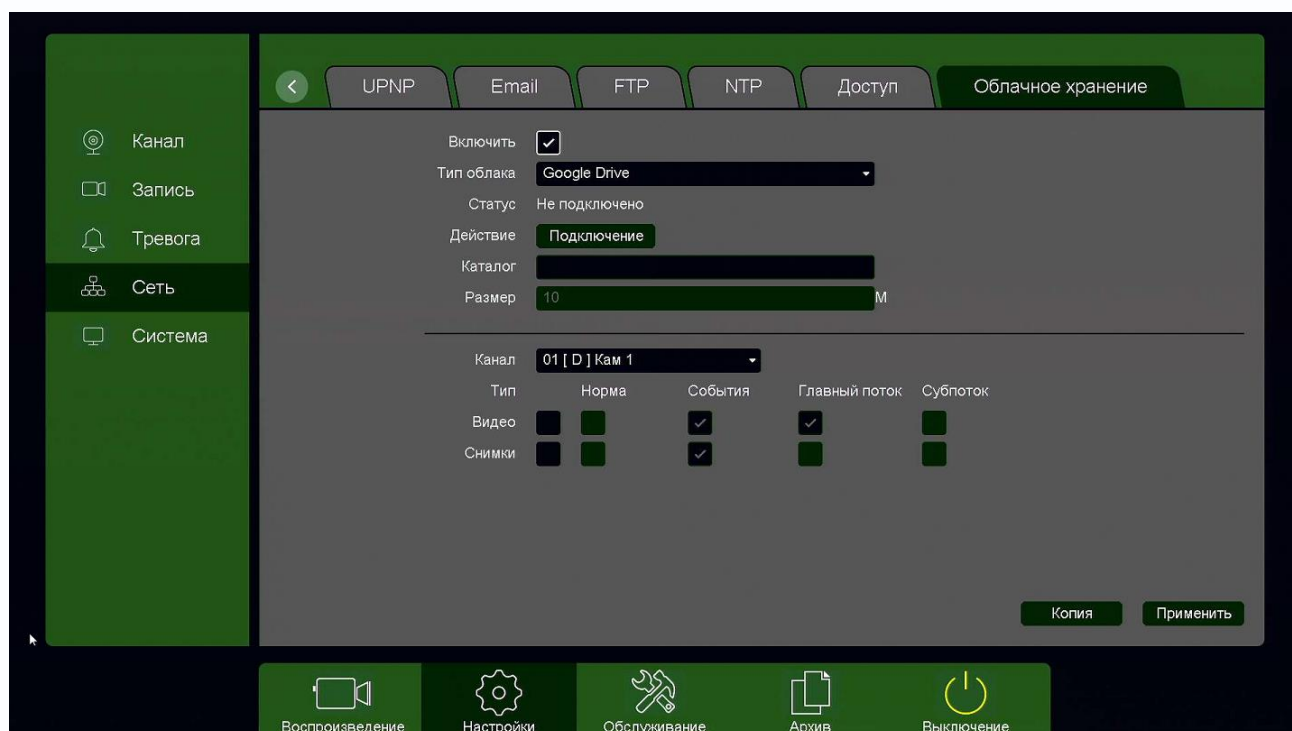 UPNP Email FTP NTP Доступ Облачное хранение
Канал
Запись
Тревога
Сеть
Система
Включить
Тип облака Google Drive
Статус Не подключено
Действие Подключение
Каталог
Размер 10 M
Канал 01 [ D ] Кам 1
Тип Норма События Главный поток Субпоток
Видео
Снимки
Копия Применить
Воспроизведение Настройки Обслуживание Архив Выключение